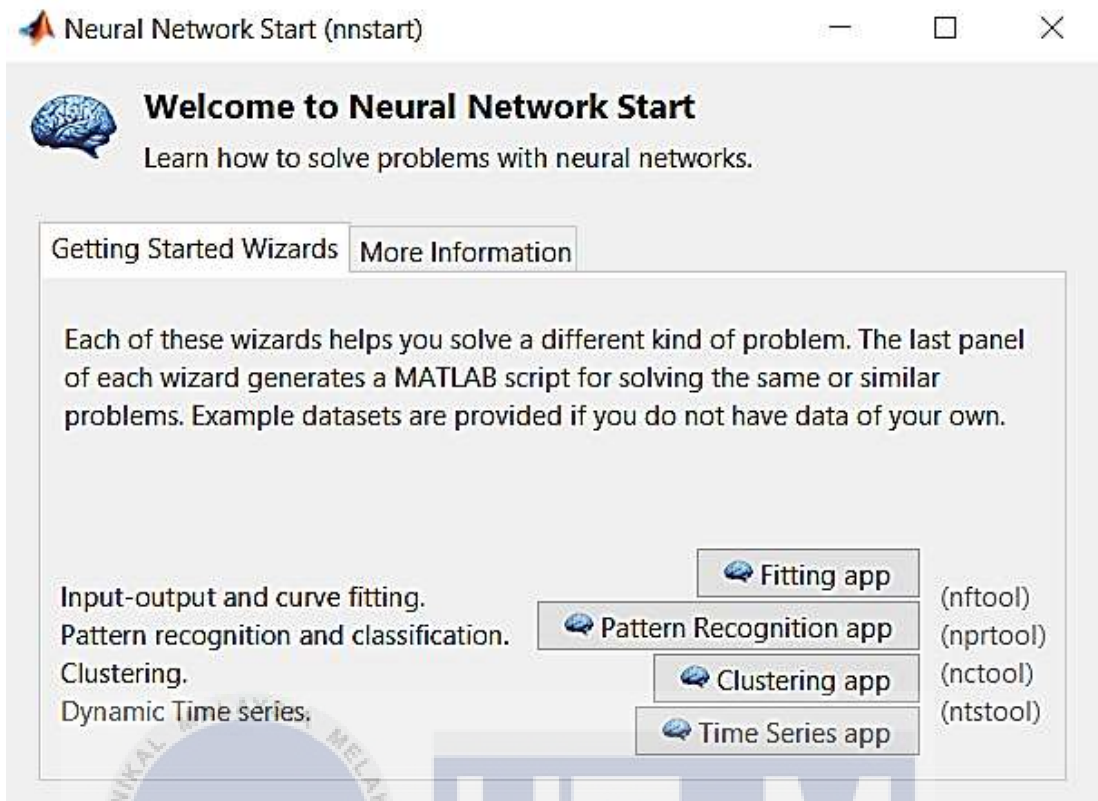 Neural Network Start (nnstart)
Welcome to Neural Network Start
Learn how to solve problems with neural networks.
Getting Started Wizards
More Information
Each of these wizards helps you solve a different kind of problem. The last panel
of each wizard generates a MATLAB script for solving the same or similar
problems. Example datasets are provided if you do not have data of your own.
Input-output and curve fitting. Fitting app (nftool)
Pattern recognition and classification. Pattern Recognition app (nprtool)
Clustering. Clustering app (nctool)
Dynamic Time series. Time Series app (ntstool)